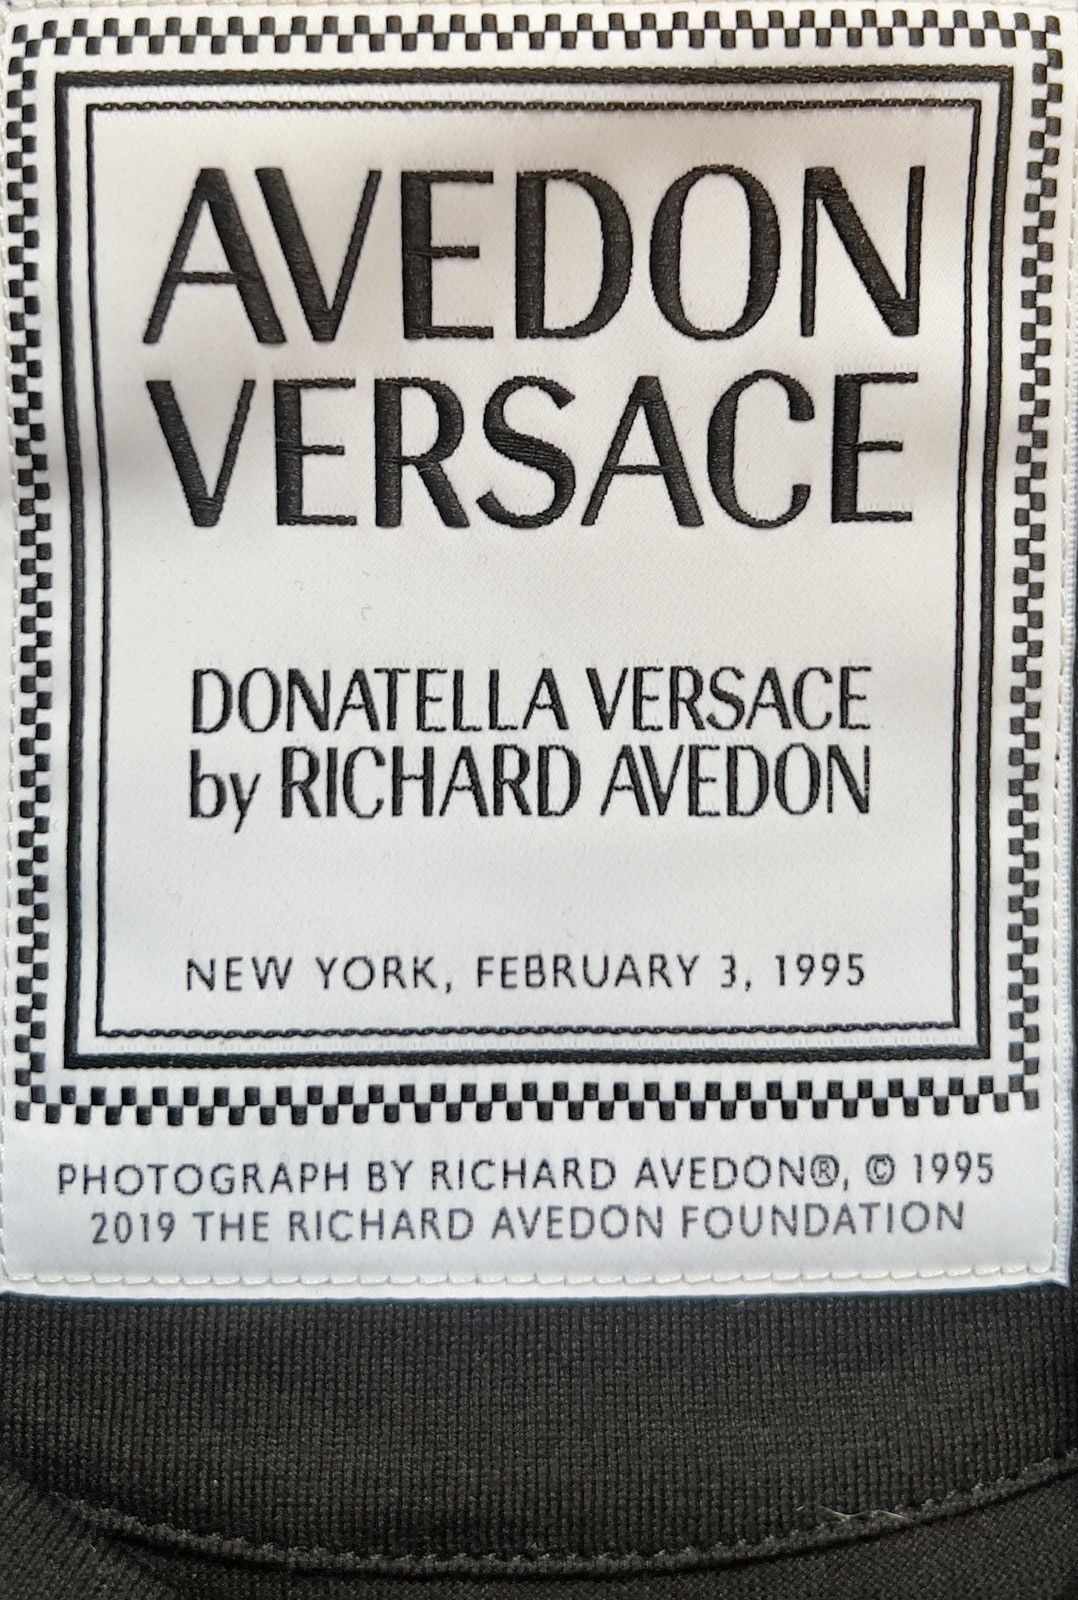 AVEDON
VERSACE
DONATELLA VERSACE
by RICHARD AVEDON
NEW YORK, FEBRUARY 3, 1995
PHOTOGRAPH BY RICHARD AVEDON®, © 1995
2019 THE RICHARD AVEDON FOUNDATION